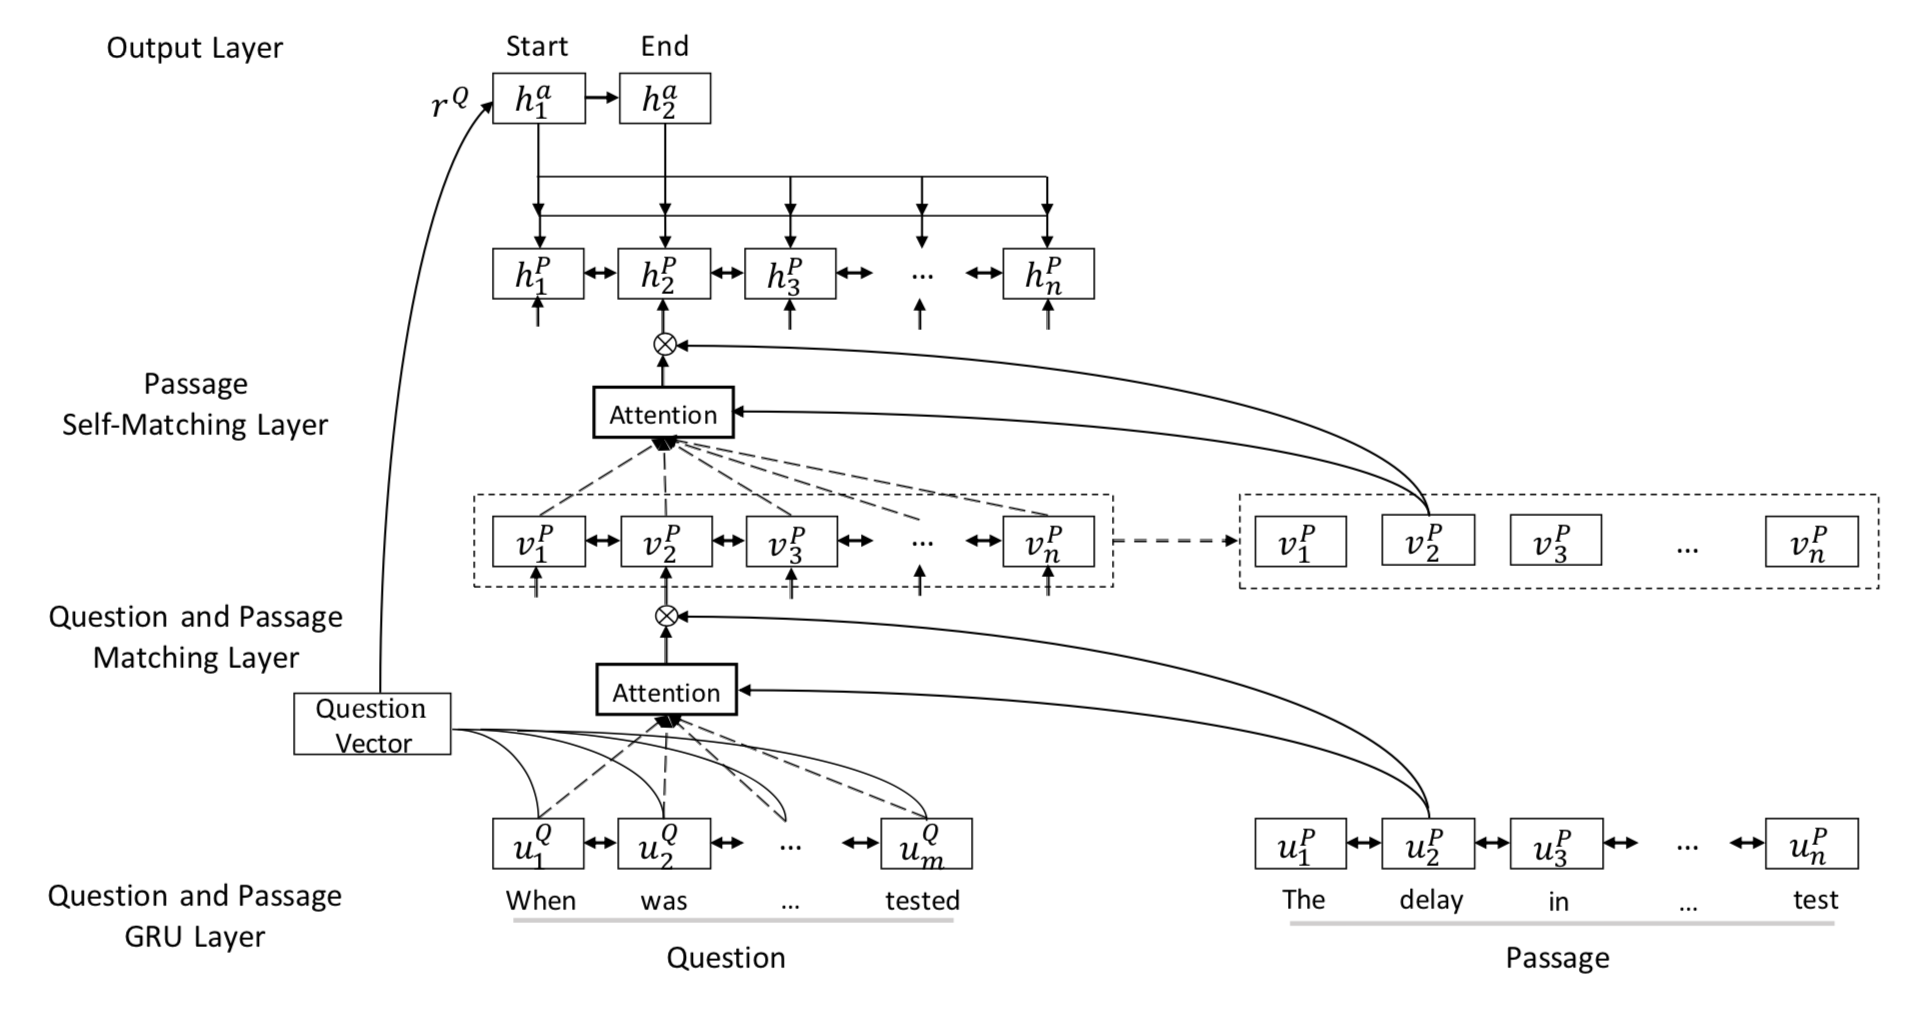 Output Layer
Start End
r^Q h_1^a h_2^a
h_1^P h_2^P h_3^P ... h_n^P
Passage
Self-Matching Layer
Attention
v_1^P v_2^P v_3^P ... v_n^P v_1^P v_2^P v_3^P ... v_n^P
Question and Passage
Matching Layer
Attention
Question
Vector
u_1^Q u_2^Q ... u_m^Q u_1^P u_2^P u_3^P ... u_n^P
When was ... tested The delay in ... test
Question and Passage
GRU Layer
Question Passage